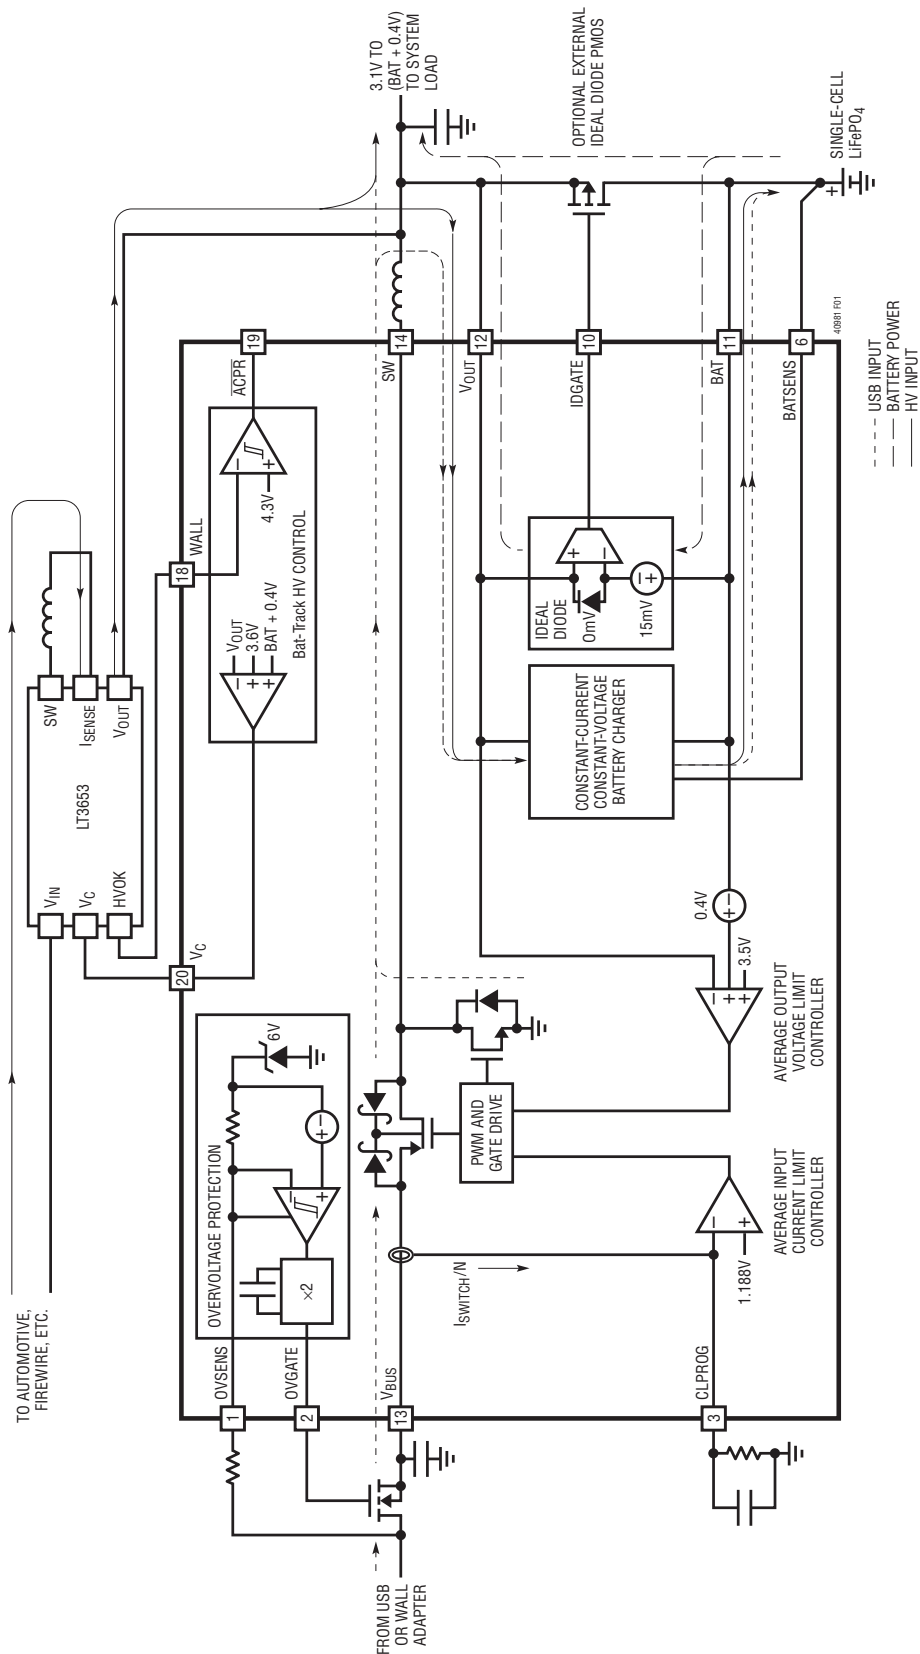 TO AUTOMOTIVE,
FIREWIRE, ETC.
VIN
VC
HVOK
LT3653
SW
ISENSE
VOUT
20
VC
18
WALL
OVERVOLTAGE PROTECTION
6V
×2
VOUT
3.6V
BAT + 0.4V
4.3V
Bat-Track HV CONTROL
ACPR
19
1
OVSENS
2
OVGATE
13
VBUS
FROM USB
OR WALL
ADAPTER
ISWITCH/N
PWM AND
GATE DRIVE
SW
14
3.1V TO
(BAT + 0.4V)
TO SYSTEM
LOAD
VOUT
12
IDEAL
DIODE
0mV
15mV
IDGATE
10
OPTIONAL EXTERNAL
IDEAL DIODE PMOS
CONSTANT-CURRENT
CONSTANT-VOLTAGE
BATTERY CHARGER
BAT
11
BATSENS
6
SINGLE-CELL
LiFePO4
3
CLPROG
1.188V
AVERAGE INPUT
CURRENT LIMIT
CONTROLLER
0.4V
3.5V
AVERAGE OUTPUT
VOLTAGE LIMIT
CONTROLLER
40981 F01
USB INPUT
BATTERY POWER
HV INPUT